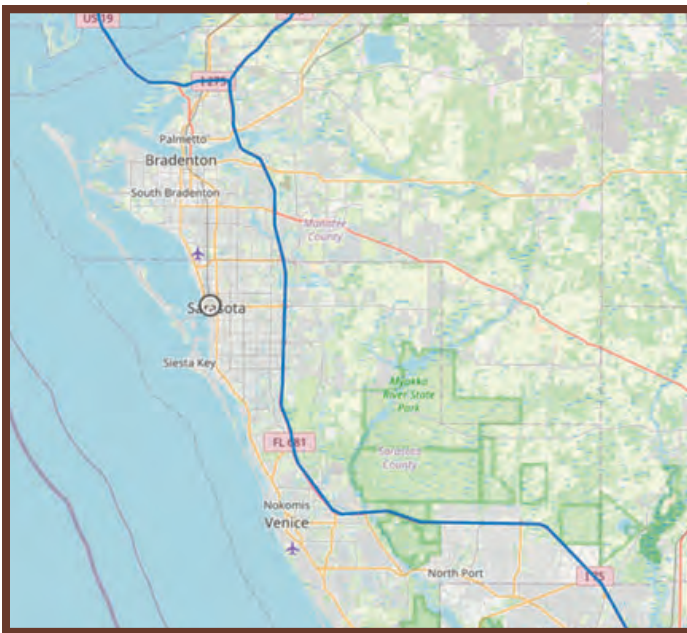 US 19
I 275
Palmetto
Bradenton
South Bradenton
Manatee
County
Sarasota
Siesta Key
Myakka
River State
Park
FL 681
Sarasota
County
Nokomis
Venice
North Port
I 75